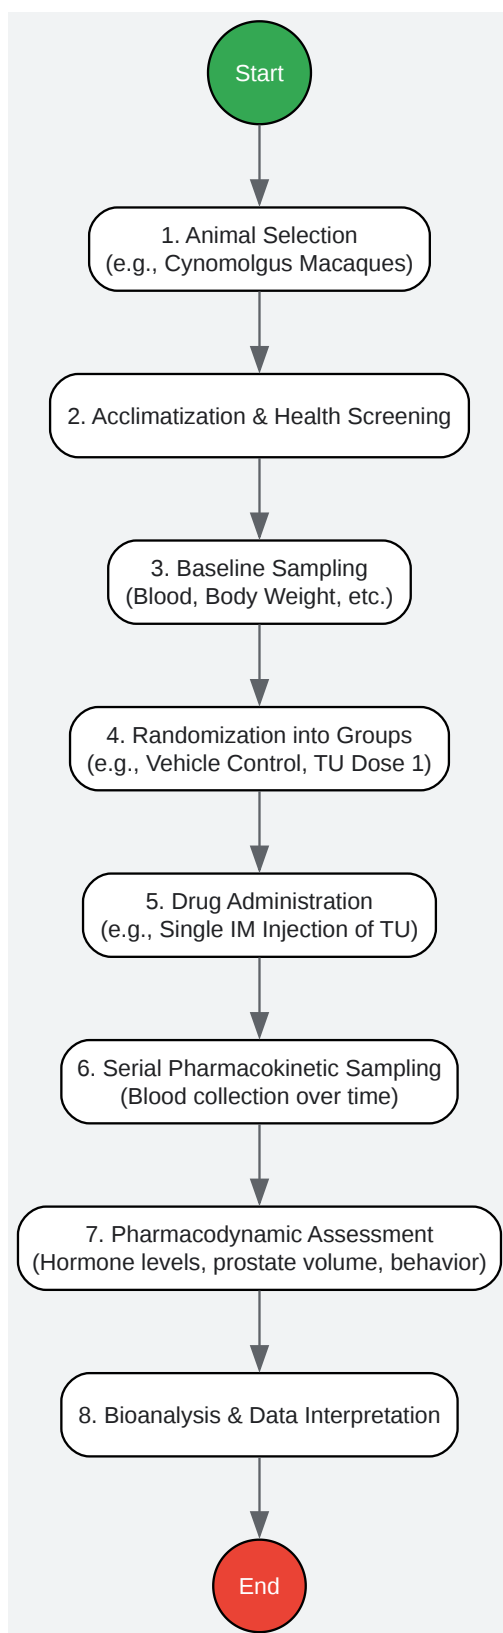 Start
1. Animal Selection
(e.g., Cynomolgus Macaques)
2. Acclimatization & Health Screening
3. Baseline Sampling
(Blood, Body Weight, etc.)
4. Randomization into Groups
(e.g., Vehicle Control, TU Dose 1)
5. Drug Administration
(e.g., Single IM Injection of TU)
6. Serial Pharmacokinetic Sampling
(Blood collection over time)
7. Pharmacodynamic Assessment
(Hormone levels, prostate volume, behavior)
8. Bioanalysis & Data Interpretation
End